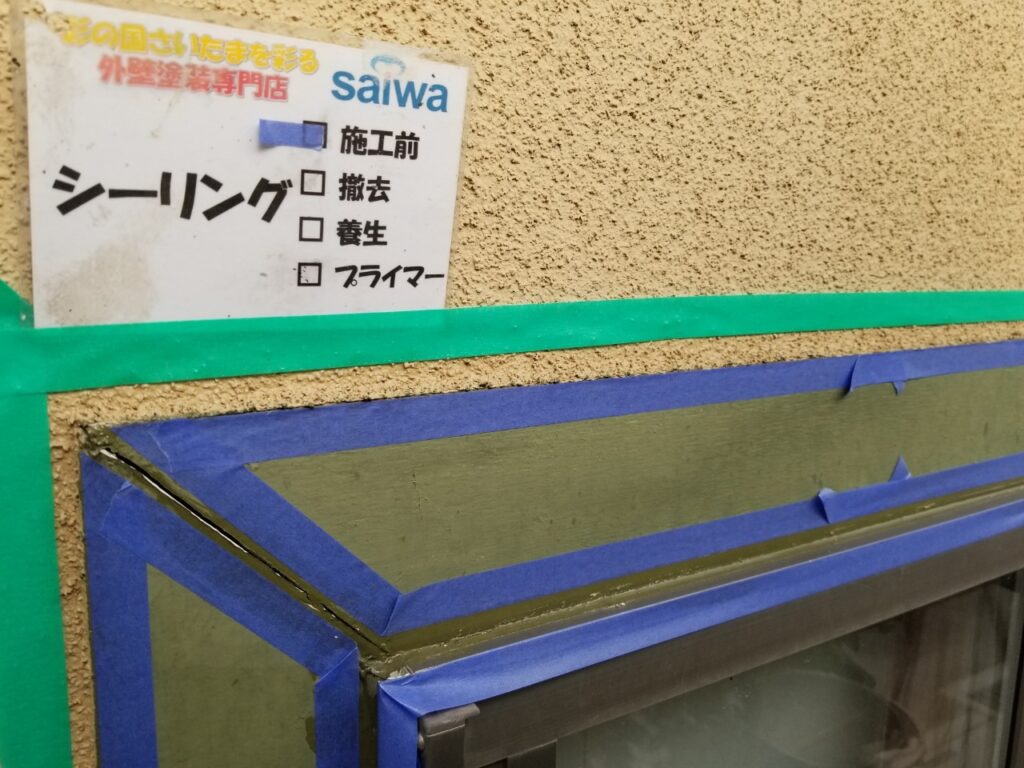 彩の国さいたまを彩る
外壁塗装専門店
saiwa
シーリング
施工前
撤去
養生
プライマー